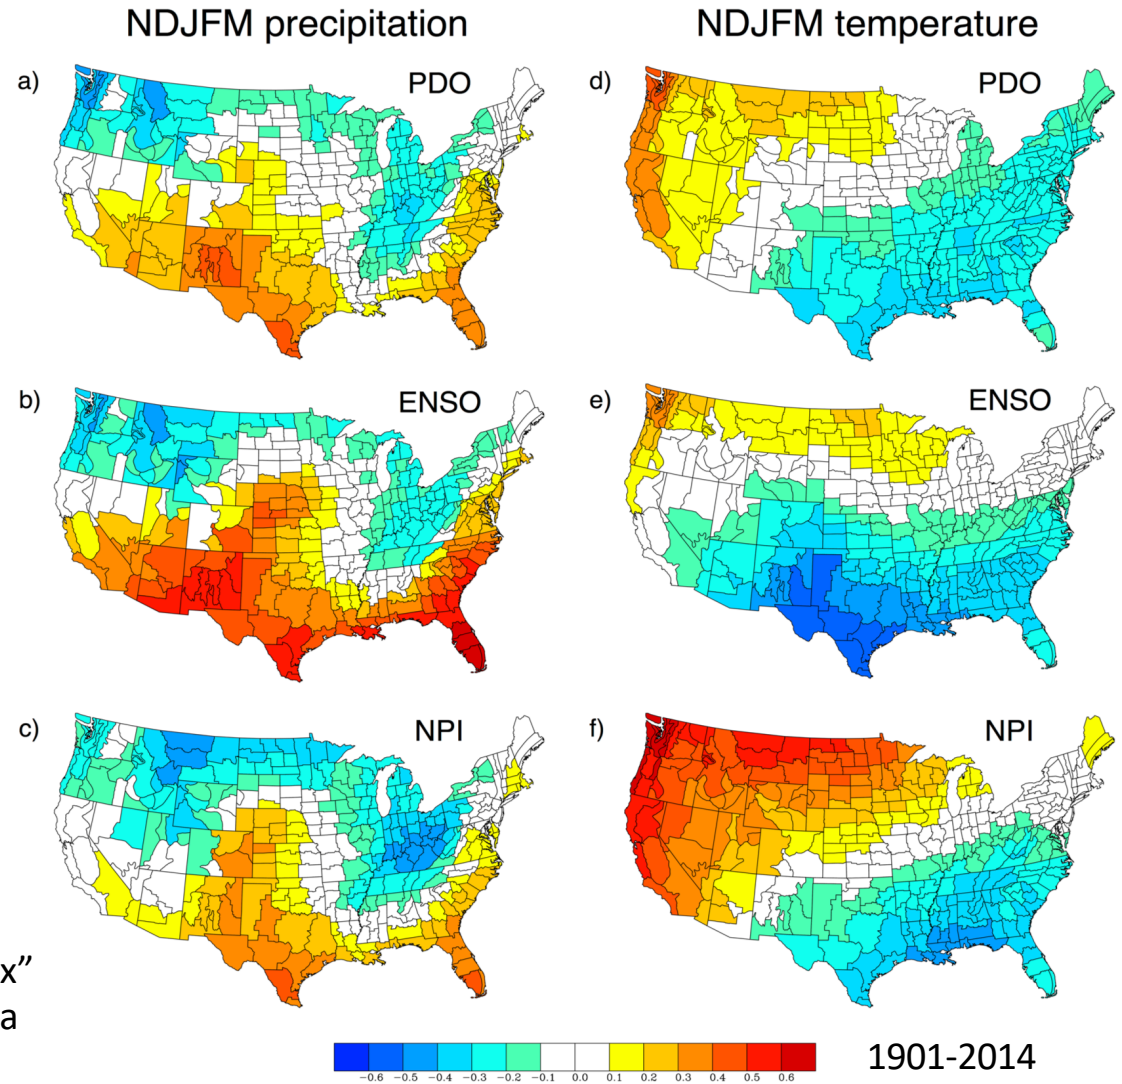 NDJFM precipitation
NDJFM temperature
a)
PDO
d)
PDO
b)
ENSO
e)
ENSO
c)
NPI
f)
NPI
x”
a
−0.6 −0.5 −0.4 −0.3 −0.2 −0.1 0.0 0.1 0.2 0.3 0.4 0.5 0.6
1901-2014